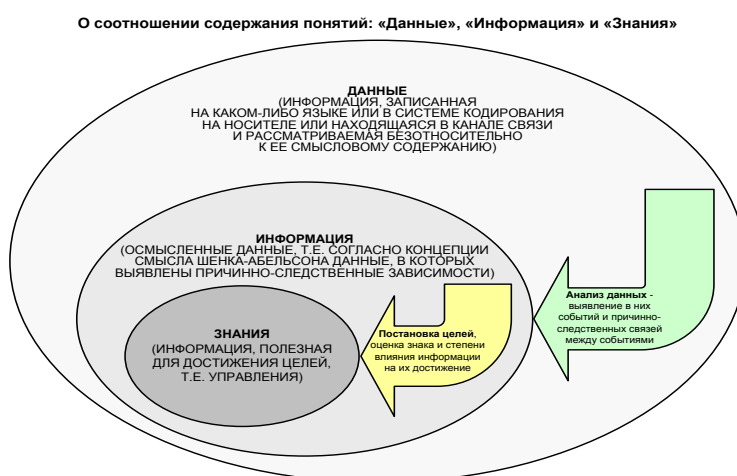 О соотношении содержания понятий: «Данные», «Информация» и «Знания»
ДАННЫЕ
(ИНФОРМАЦИЯ, ЗАПИСАННАЯ
НА КАКОМ-ЛИБО ЯЗЫКЕ ИЛИ В СИСТЕМЕ КОДИРОВАНИЯ
НА НОСИТЕЛЕ ИЛИ НАХОДЯЩАЯСЯ В КАНАЛЕ СВЯЗИ
И РАССМАТРИВАЕМАЯ БЕЗОТНОСИТЕЛЬНО
К ЕЕ СМЫСЛОВОМУ СОДЕРЖАНИЮ)
ИНФОРМАЦИЯ
(ОСМЫСЛЕННЫЕ ДАННЫЕ, Т.Е. СОГЛАСНО КОНЦЕПЦИИ
СМЫСЛА ШЕНКА-АБЕЛЬСОНА ДАННЫЕ, В КОТОРЫХ
ВЫЯВЛЕНЫ ПРИЧИННО-СЛЕДСТВЕННЫЕ ЗАВИСИМОСТИ)
Анализ данных -
выявление в них
событий и причинно-
следственных связей
между событиями
Постановка целей,
оценка знака и степени
влияния информации
на их достижение
ЗНАНИЯ
(ИНФОРМАЦИЯ, ПОЛЕЗНАЯ
ДЛЯ ДОСТИЖЕНИЯ ЦЕЛЕЙ,
Т.Е. УПРАВЛЕНИЯ)